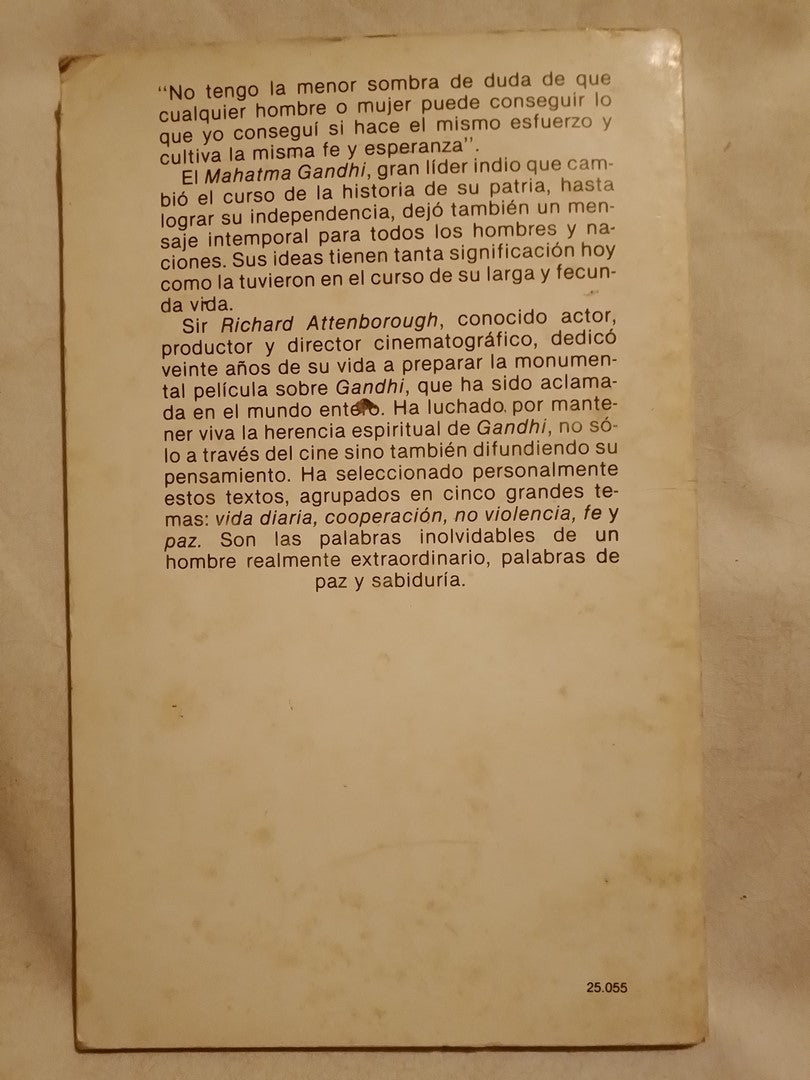 “No tengo la menor sombra de duda de que
cualquier hombre o mujer puede conseguir lo
que yo conseguí si hace el mismo esfuerzo y
cultiva la misma fe y esperanza”.
El Mahatma Gandhi, gran líder indio que cam-
bió el curso de la historia de su patria, hasta
lograr su independencia, dejó también un men-
saje intemporal para todos los hombres y na-
ciones. Sus ideas tienen tanta significación hoy
como la tuvieron en el curso de su larga y fecun-
da vida.
Sir Richard Attenborough, conocido actor,
productor y director cinematográfico, dedicó
veinte años de su vida a preparar la monumen-
tal película sobre Gandhi, que ha sido aclama-
da en el mundo entero. Ha luchado por mante-
ner viva la herencia espiritual de Gandhi, no só-
lo a través del cine sino también difundiendo su
pensamiento. Ha seleccionado personalmente
estos textos, agrupados en cinco grandes te-
mas: vida diaria, cooperación, no violencia, fe y
paz. Son las palabras inolvidables de un
hombre realmente extraordinario, palabras de
paz y sabiduría.
25.055